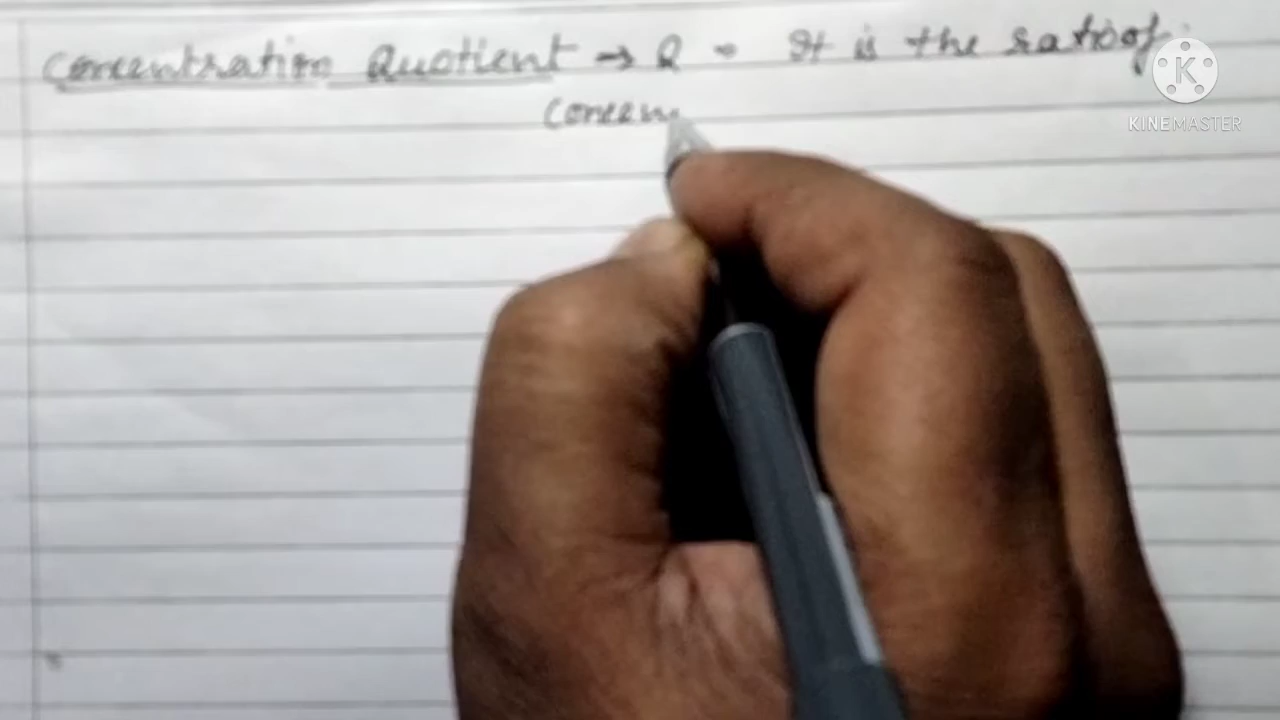 Concentration Quotient → Q - It is the ratio of
Concen
K
KINEMASTER